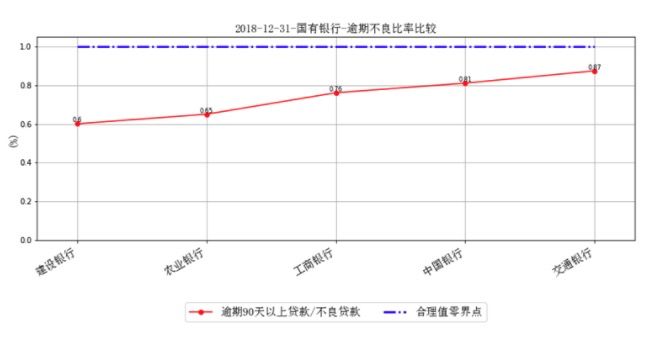 2018-12-31-国有银行-逾期不良比率比较
(%)
1.0
0.8
0.6
0.4
0.2
0.0
0.6
0.65
0.76
0.81
0.87
建设银行
农业银行
工商银行
中国银行
交通银行
逾期90天以上贷款/不良贷款
合理值零界点